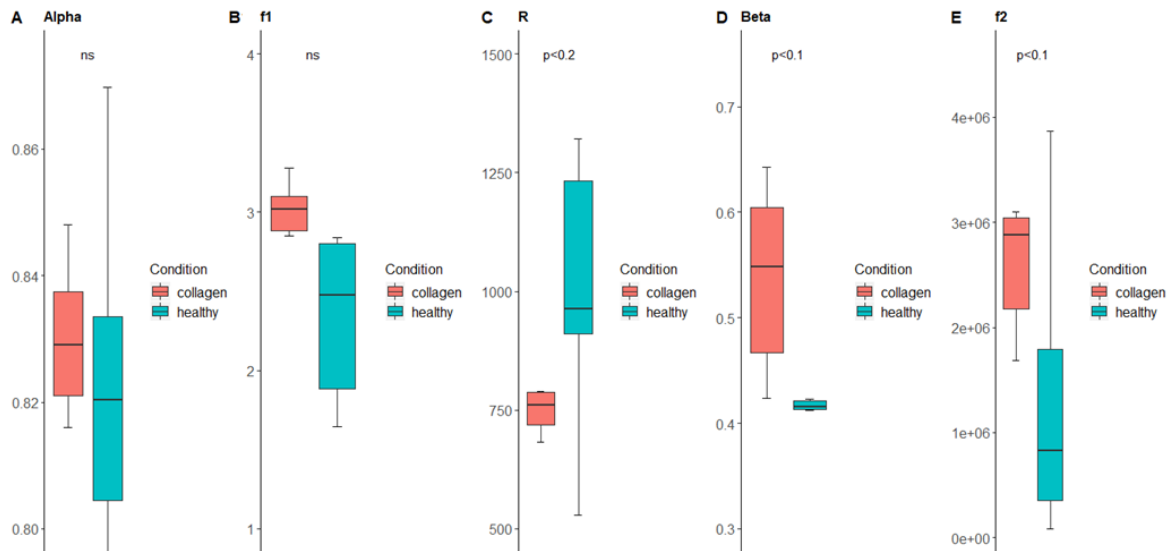 A Alpha
ns
0.86
0.84
0.82
0.80
Condition
collagen
healthy
B f1
ns
4
3
2
1
Condition
collagen
healthy
C R
p<0.2
1500
1250
1000
750
500
Condition
collagen
healthy
D Beta
p<0.1
0.7
0.6
0.5
0.4
0.3
Condition
collagen
healthy
E f2
p<0.1
4e+06
3e+06
2e+06
1e+06
0e+00
Condition
collagen
healthy